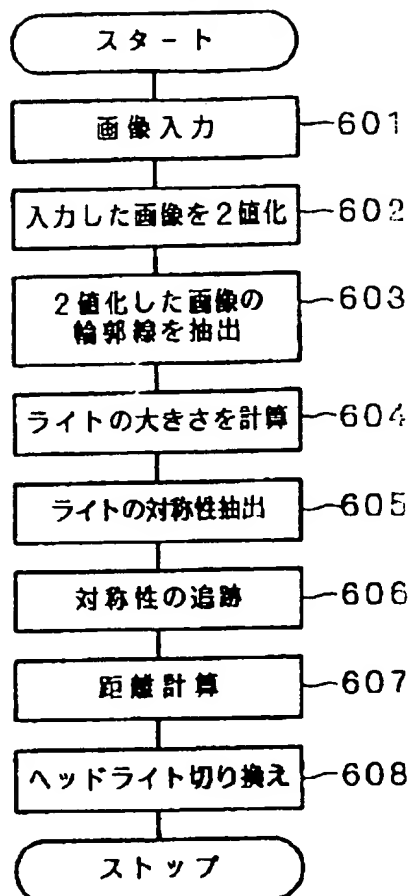 スタート
画像入力 601
入力した画像を2値化 602
2値化した画像の 603
輪郭線を抽出
ライトの大きさを計算 604
ライトの対称性抽出 605
対称性の追跡 606
距離計算 607
ヘッドライト切り換え 608
ストップ